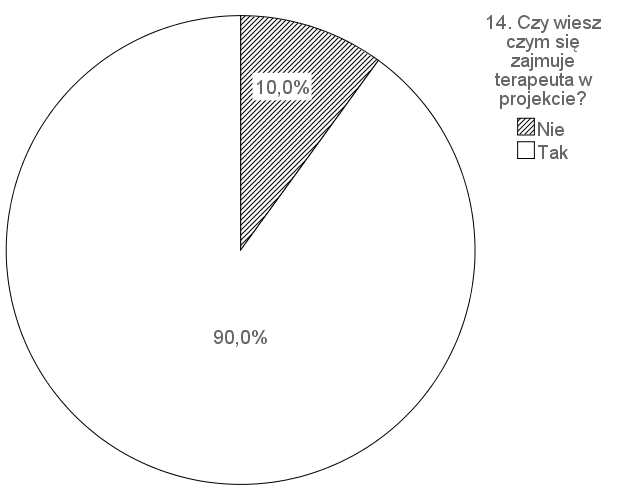 14. Czy wiesz
czym się
zajmuje
terapeuta w
projekcie?
Nie
Tak
10,0%
90,0%